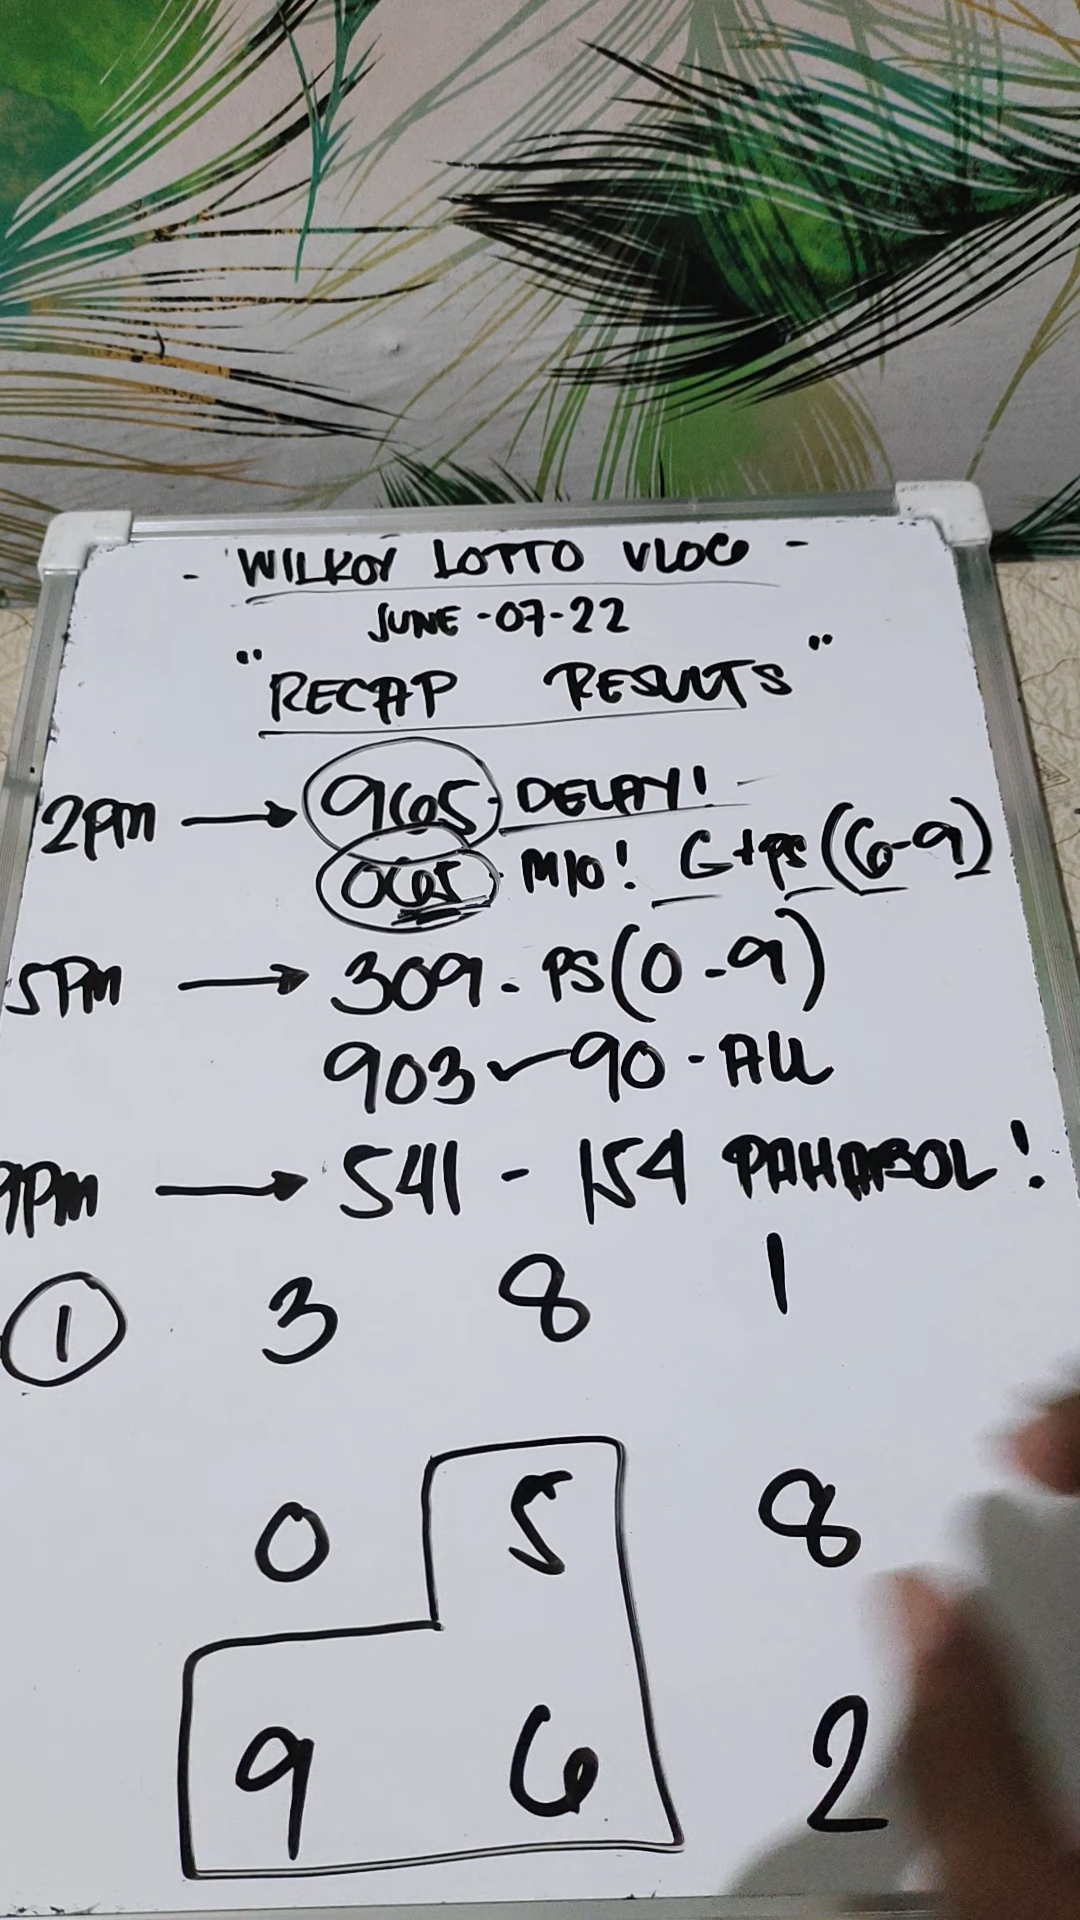 - WILKOY LOTTO VLOG -
JUNE - 07-22
"RECAP RESULTS"
2PM → 965. DELAY!
065. M10! G+PS (6-9)
5PM → 309 - PS (0-9)
903 - 90 - ALL
9PM → 541 - 154 PAHABOL!
① 3 8 1
0 5 8
9 6 2